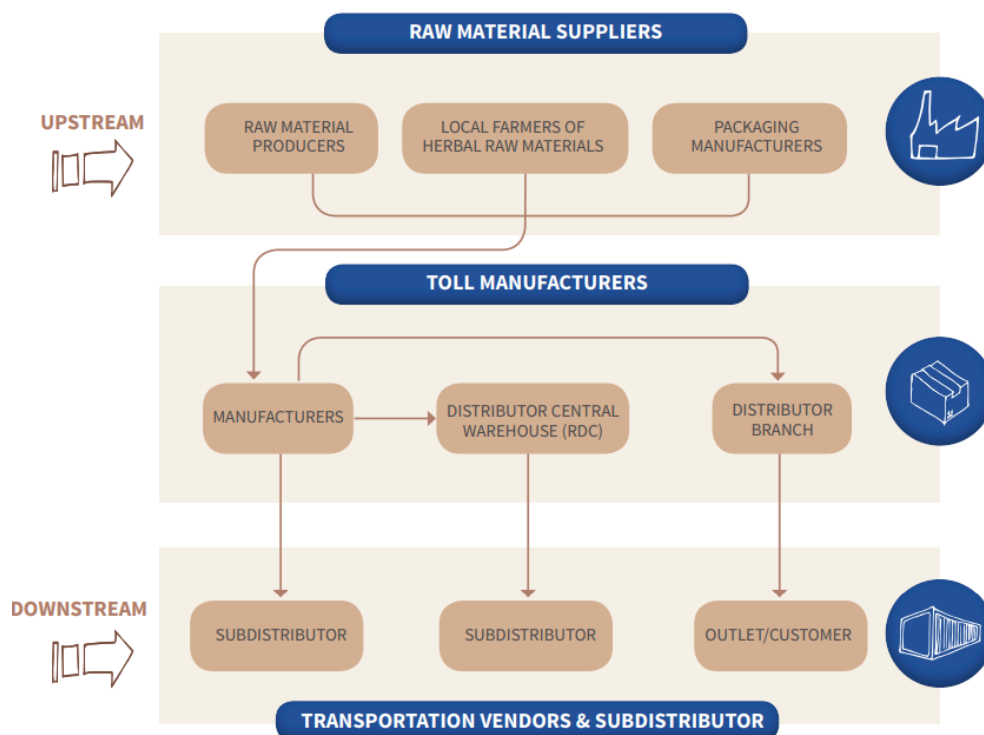 RAW MATERIAL SUPPLIERS
UPSTREAM
RAW MATERIAL
PRODUCERS
LOCAL FARMERS OF
HERBAL RAW MATERIALS
PACKAGING
MANUFACTURERS
TOLL MANUFACTURERS
MANUFACTURERS
DISTRIBUTOR CENTRAL
WAREHOUSE (RDC)
DISTRIBUTOR
BRANCH
DOWNSTREAM
SUBDISTRIBUTOR
SUBDISTRIBUTOR
OUTLET/CUSTOMER
TRANSPORTATION VENDORS & SUBDISTRIBUTOR